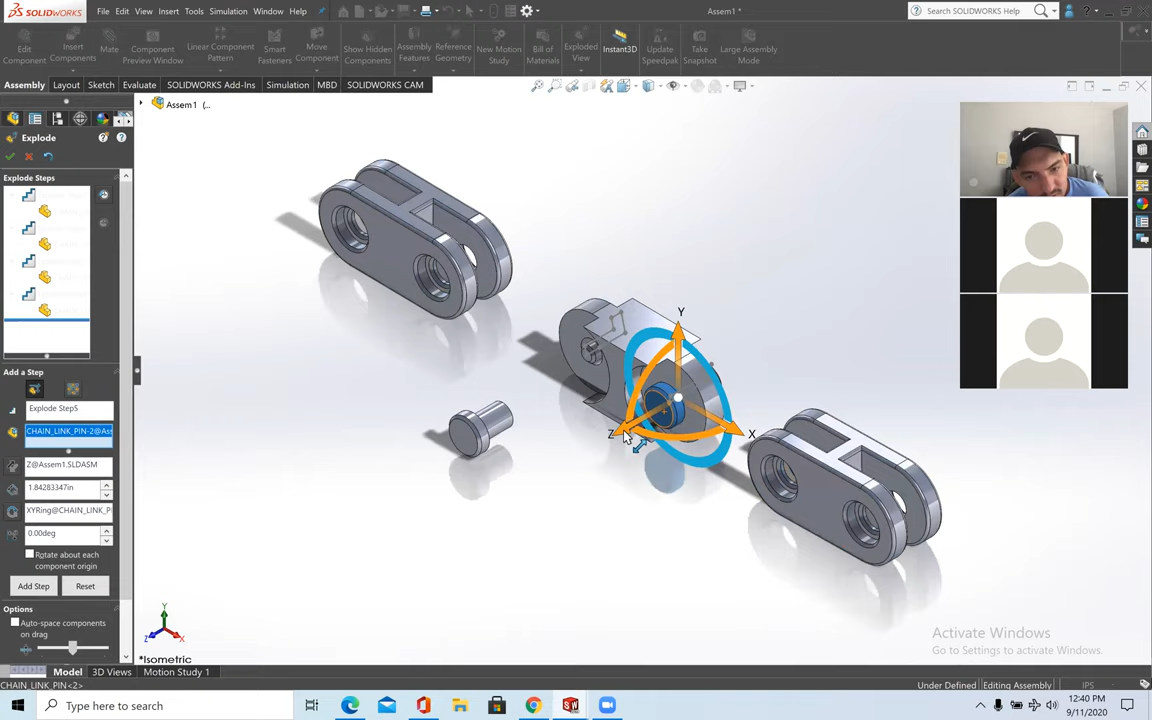 SOLIDWORKS File Edit View Insert Tools Simulation Window Help Assem1 * Search SOLIDWORKS Help
Edit Component
Insert Components
Mate
Component Preview Window
Linear Component Pattern
Smart Fasteners
Move Component
Show Hidden Components
Assembly Features
Reference Geometry
New Motion Study
Bill of Materials
Exploded View
Instant3D
Update Speedpak
Take Snapshot
Large Assembly Mode
Assembly Layout Sketch Evaluate SOLIDWORKS Add-Ins Simulation MBD SOLIDWORKS CAM
Assem1 (...
Explode
Explode Steps
Add a Step
Explode Step5
CHAIN_LINK_PIN-2@Ass
Z@Assem1.SLDASM
1.84283347in
XYRing@CHAIN_LINK_PI
0.00deg
Rotate about each
component origin
Add Step Reset
Options
Auto-space components
on drag
Y
Z
X
Y
Z X
*Isometric
Activate Windows
Go to Settings to activate Windows.
Model 3D Views Motion Study 1
CHAIN_LINK_PIN<2> Under Defined Editing Assembly IPS
Type here to search
12:40 PM
9/11/2020